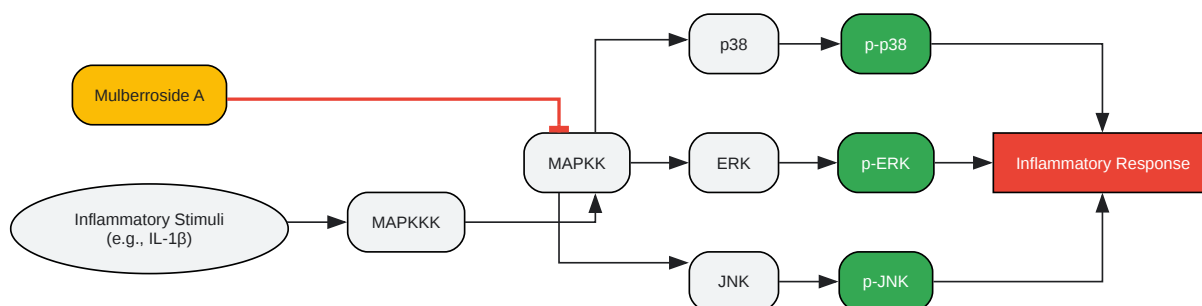 p38
p-p38
Mulberroside A
MAPKK
ERK
p-ERK
Inflammatory Response
Inflammatory Stimuli
(e.g., IL-1β)
MAPKKK
JNK
p-JNK